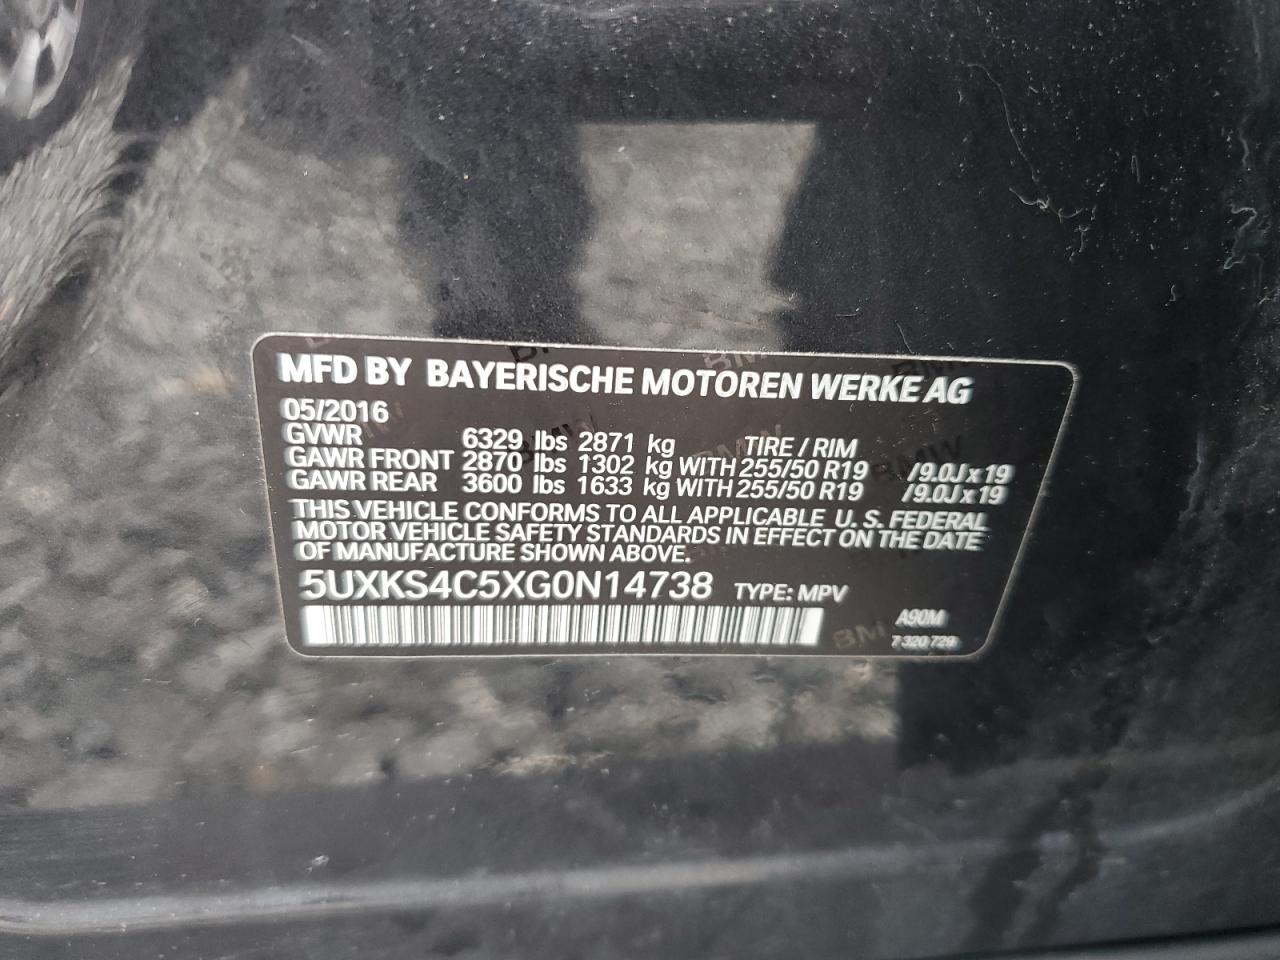 MFD BY BAYERISCHE MOTOREN WERKE AG
05/2016
GVWR 6329 lbs 2871 kg TIRE / RIM
GAWR FRONT 2870 lbs 1302 kg WITH 255/50 R19 /9.0J x 19
GAWR REAR 3600 lbs 1633 kg WITH 255/50 R19 /9.0J x 19
THIS VEHICLE CONFORMS TO ALL APPLICABLE U. S. FEDERAL
MOTOR VEHICLE SAFETY STANDARDS IN EFFECT ON THE DATE
OF MANUFACTURE SHOWN ABOVE.
5UXKS4C5XG0N14738 TYPE: MPV
A90M
7 320 729